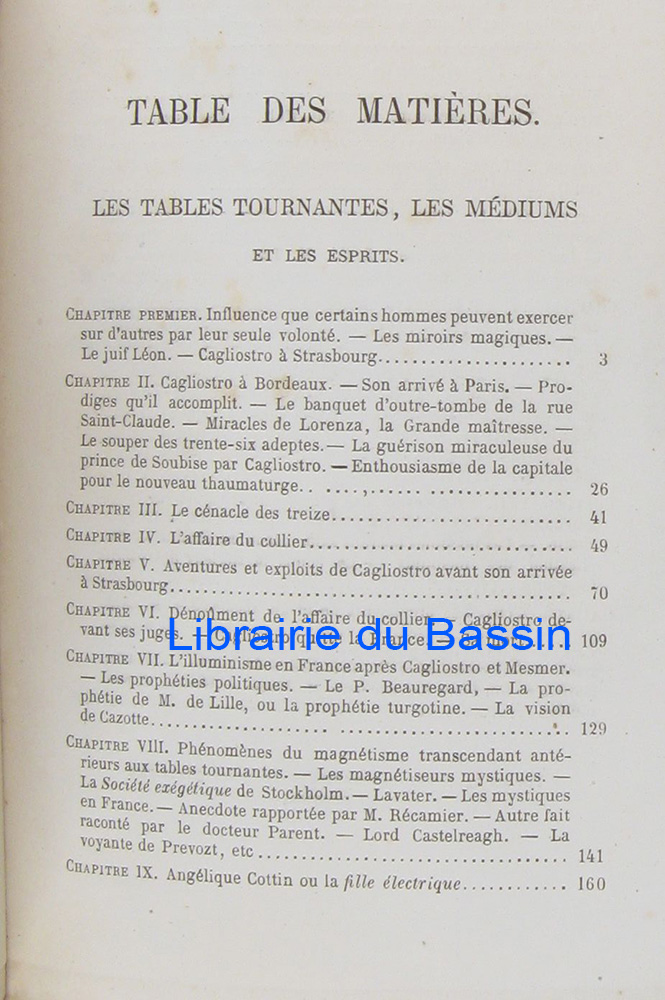 TABLE DES MATIÈRES.
LES TABLES TOURNANTES, LES MÉDIUMS
ET LES ESPRITS.
CHAPITRE PREMIER. Influence que certains hommes peuvent exercer
sur d'autres par leur seule volonté. — Les miroirs magiques. —
Le juif Léon. — Cagliostro à Strasbourg...................... 3
CHAPITRE II. Cagliostro à Bordeaux. — Son arrivé à Paris. — Pro-
diges qu'il accomplit. — Le banquet d'outre-tombe de la rue
Saint-Claude. — Miracles de Lorenza, la Grande maîtresse. —
Le souper des trente-six adeptes. — La guérison miraculeuse du
prince de Soubise par Cagliostro. — Enthousiasme de la capitale
pour le nouveau thaumaturge.. ....,...... ................ 26
CHAPITRE III. Le cénacle des treize............................ 41
CHAPITRE IV. L'affaire du collier.............................. 49
CHAPITRE V. Aventures et exploits de Cagliostro avant son arrivée
à Strasbourg.............................................. 70
CHAPITRE VI. Dénoûment de l'affaire du collier. — Cagliostro de-
vant ses juges. — Cagliostro quitte la France. — .... 109
Librairie du Bassin
CHAPITRE VII. L'illuminisme en France après Cagliostro et Mesmer.
— Les prophéties politiques. — Le P. Beauregard, — La pro-
phétie de M. de Lille, ou la prophétie turgotine. — La vision
de Cazotte.................... .......................... 129
CHAPITRE VIII. Phénomènes du magnétisme transcendant anté-
rieurs aux tables tournantes. — Les magnétiseurs mystiques. —
La Société exégétique de Stockholm. — Lavater. — Les mystiques
en France. — Anecdote rapportée par M. Récamier. — Autre fait
raconté par le docteur Parent. — Lord Castelreagh. — La
voyante de Prevozt, etc................................... 141
CHAPITRE IX. Angélique Cottin ou la fille électrique............ 160